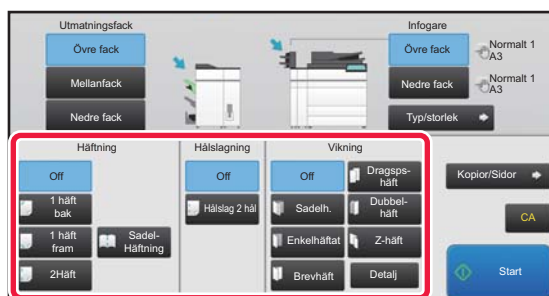 Utmatningsfack
Infogare
Övre fack
Övre fack
Normalt 1
A3
Mellanfack
Nedre fack
Normalt 1
A3
Nedre fack
Typ/storlek
Häftning
Hålslagning
Vikning
Off
Off
Off
Dragsps-
häft
Kopior/Sidor
1 häft
bak
Hålslag 2 hål
Sadelh.
Dubbel-
häft
CA
1 häft
fram
Sadel-
Häftning
Enkelhäftat
Z-häft
2Häft
Brevhäft
Detalj
Start